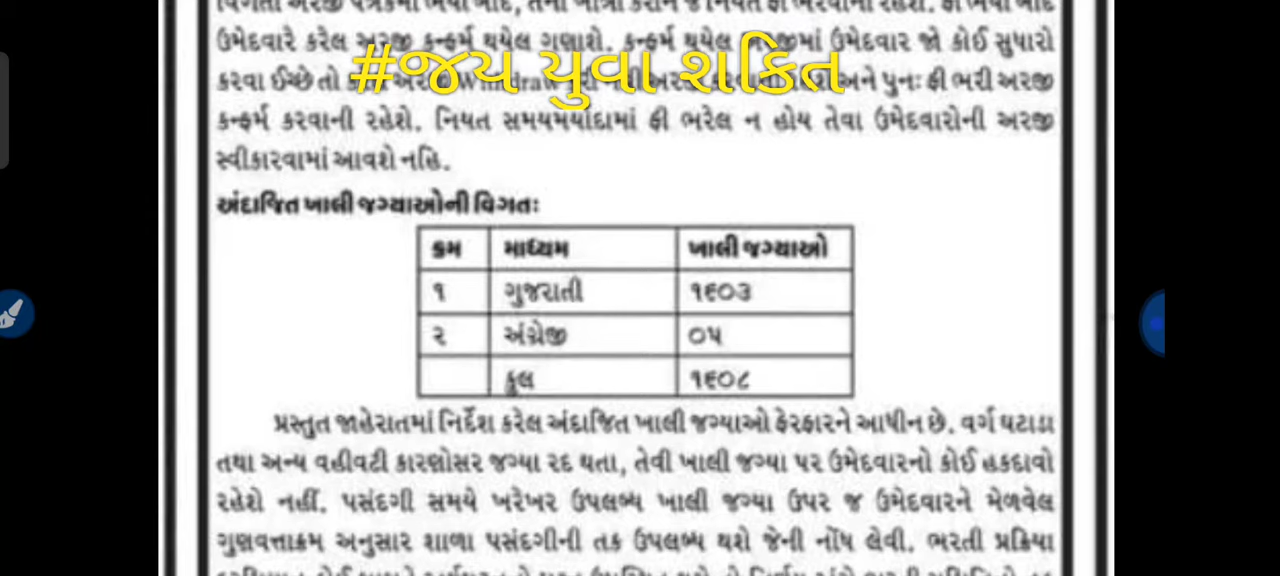 ઉમેદવારે કરેલ અરજી કન્ફર્મ થયેલ ગણાશે. કન્ફર્મ થયેલ અરજીમાં ઉમેદવાર જો કોઈ સુધારો
#જય યુવા શક્તિ
કરવા ઈચ્છે તો અને પુનઃ ફી ભરી અરજી
કન્ફર્મ કરવાની રહેશે. નિયત સમયમર્યાદામાં ફી ભરેલ ન હોય તેવા ઉમેદવારોની અરજી
સ્વીકારવામાં આવશે નહિ.
અંદાજિત ખાલી જગ્યાઓની વિગતઃ
ક્રમ માધ્યમ ખાલી જગ્યાઓ
૧ ગુજરાતી ૧૬૦૩
૨ અંગ્રેજી ૦૫
કુલ ૧૬૦૮
પ્રસ્તુત જાહેરાતમાં નિર્દેશ કરેલ અંદાજિત ખાલી જગ્યાઓ ફેરફારને આધીન છે. વર્ગ ઘટાડા
તથા અન્ય વહીવટી કારણોસર જગ્યા રદ થતા, તેવી ખાલી જગ્યા પર ઉમેદવારનો કોઈ હકદાવો
રહેશે નહીં. પસંદગી સમયે ખરેખર ઉપલબ્ધ ખાલી જગ્યા ઉપર જ ઉમેદવારને મેળવેલ
ગુણવત્તાક્રમ અનુસાર શાળા પસંદગીની તક ઉપલબ્ધ થશે જેની નોંધ લેવી. ભરતી પ્રક્રિયા